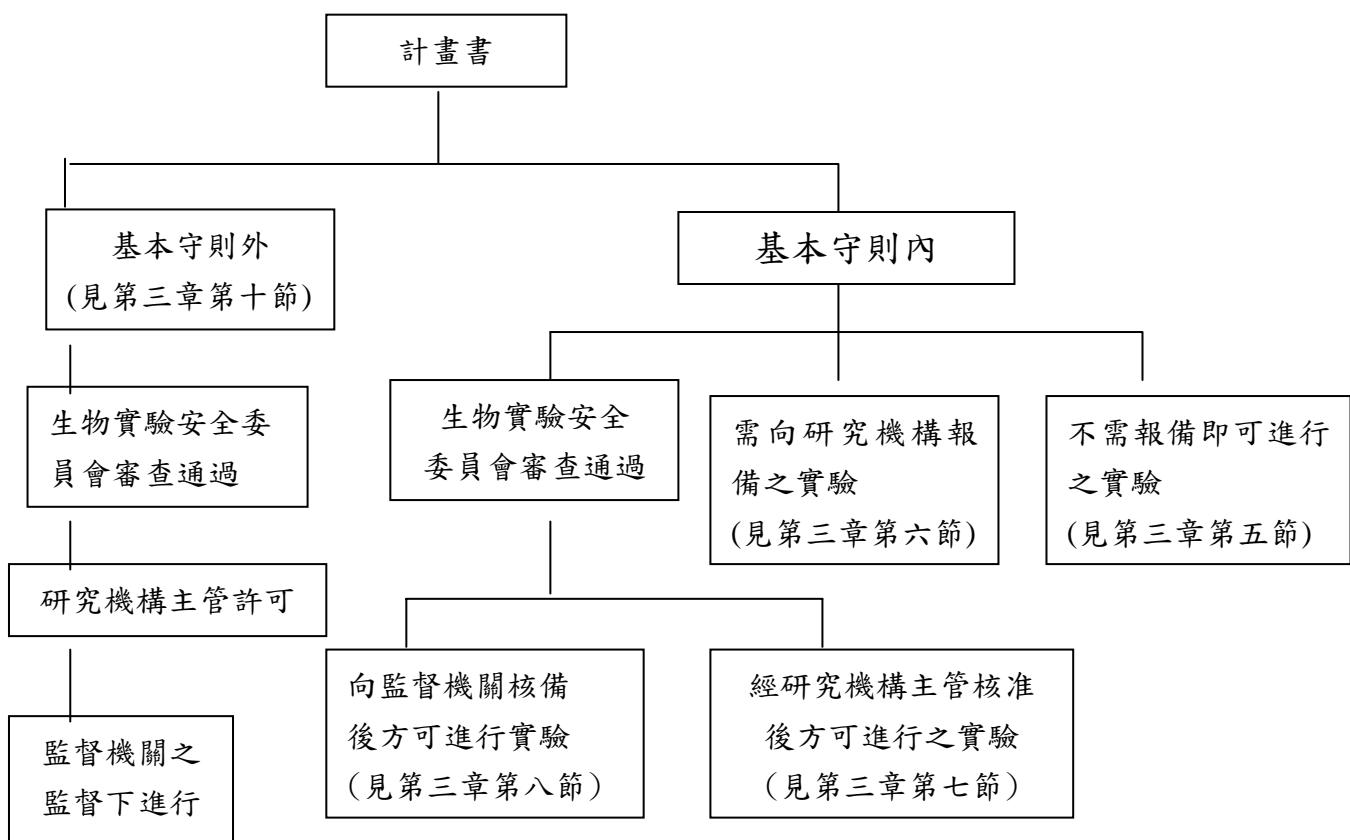 計畫書
基本守則外
(見第三章第十節)
基本守則內
生物實驗安全委
員會審查通過
生物實驗安全
委員會審查通過
需向研究機構報
備之實驗
(見第三章第六節)
不需報備即可進行
之實驗
(見第三章第五節)
研究機構主管許可
向監督機關核備
後方可進行實驗
(見第三章第八節)
經研究機構主管核准
後方可進行之實驗
(見第三章第七節)
監督機關之
監督下進行